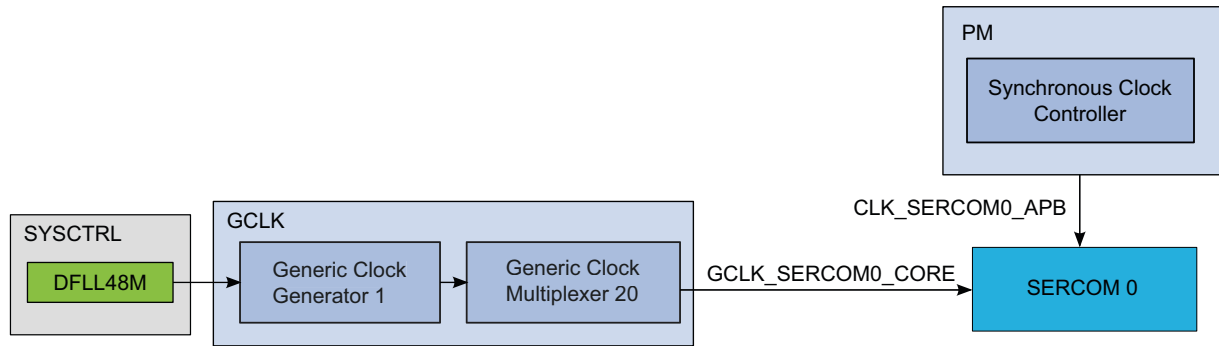 PM
Synchronous Clock
Controller
CLK_SERCOM0_APB
SYSCTRL
DFLL48M
GCLK
Generic Clock
Generator 1
Generic Clock
Multiplexer 20
GCLK_SERCOM0_CORE
SERCOM 0